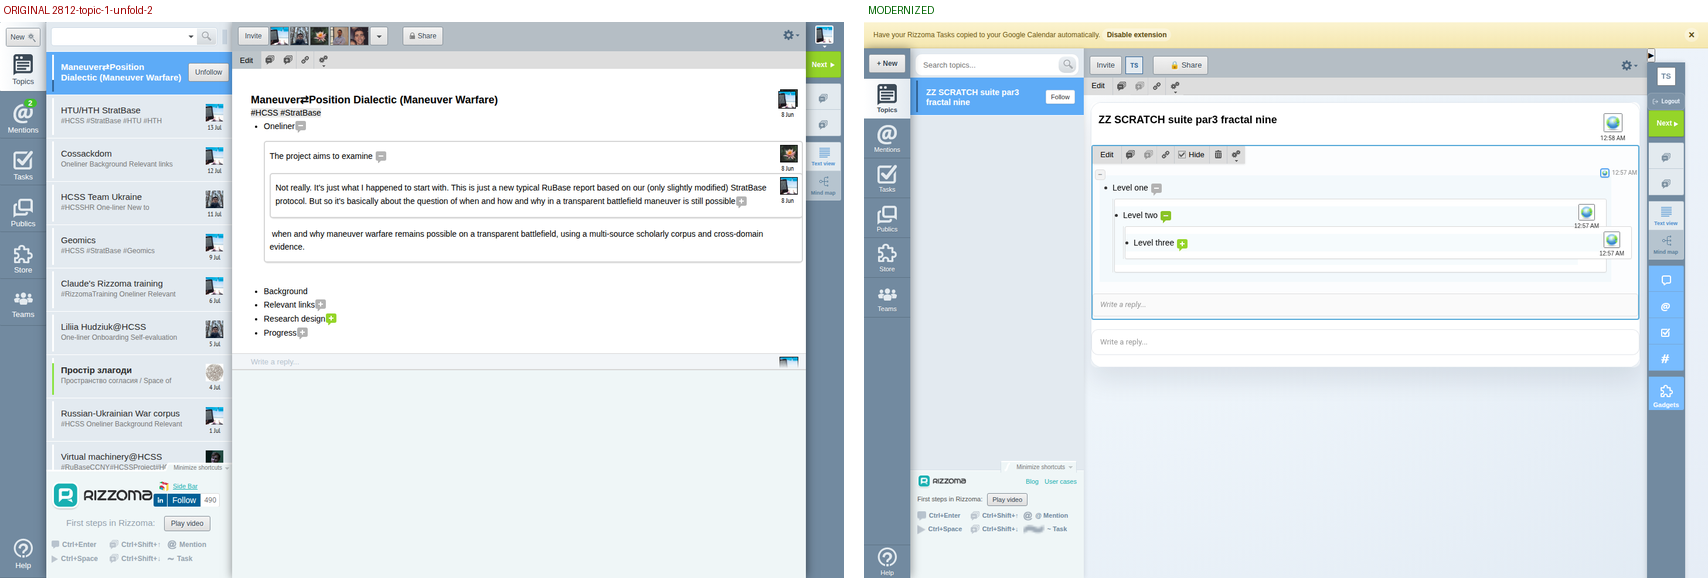 ORIGINAL 2812-topic-1-unfold-2
New
Topics
2
Mentions
Tasks
Publics
Store
Teams
Help
Maneuver⇄Position
Dialectic (Maneuver Warfare)
Unfollow
HTU/HTH StratBase
#HCSS #StratBase #HTU #HTH
13 Jul
Cossackdom
Oneliner Background Relevant links
12 Jul
HCSS Team Ukraine
#HCSSHR One-liner New to
11 Jul
Geomics
#HCSS #StratBase #Geomics
9 Jul
Claude's Rizzoma training
#RizzomaTraining Oneliner Relevant
6 Jul
Liliia Hudziuk@HCSS
One-liner Onboarding Self-evaluation
5 Jul
Простір злагоди
Пространство согласия / Space of
4 Jul
Russian-Ukrainian War corpus
#HCSS Oneliner Background Relevant
1 Jul
Virtual machinery@HCSS
Minimize shortcuts
RIZZOMA
Side Bar
in Follow 490
First steps in Rizzoma: Play video
Ctrl+Enter Ctrl+Shift+↑ @ Mention
Ctrl+Space Ctrl+Shift+↓ ~ Task
Invite
Share
Edit
Maneuver⇄Position Dialectic (Maneuver Warfare)
#HCSS #StratBase
8 Jun
• Oneliner
The project aims to examine
8 Jun
Not really. It's just what I happened to start with. This is just a new typical RuBase report based on our (only slightly modified) StratBase
protocol. But so it's basically about the question of when and how and why in a transparent battlefield maneuver is still possible
8 Jun
when and why maneuver warfare remains possible on a transparent battlefield, using a multi-source scholarly corpus and cross-domain
evidence.
• Background
• Relevant links
• Research design
• Progress
Write a reply...
Next
Text view
Mind map
MODERNIZED
Have your Rizzoma Tasks copied to your Google Calendar automatically. Disable extension
×
+ New
Topics
Mentions
Tasks
Publics
Store
Teams
Help
Search topics...
ZZ SCRATCH suite par3
fractal nine
Follow
Minimize shortcuts
RIZZOMA
Blog User cases
First steps in Rizzoma: Play video
Ctrl+Enter Ctrl+Shift+↑ @ Mention
Ctrl+Space Ctrl+Shift+↓ ~ Task
Invite
TS
Share
Edit
ZZ SCRATCH suite par3 fractal nine
12:58 AM
Edit
Hide
12:57 AM
• Level one
• Level two
12:57 AM
• Level three
12:57 AM
Write a reply...
Write a reply...
TS
Logout
Next
Text view
Mind map
@
#
Gadgets